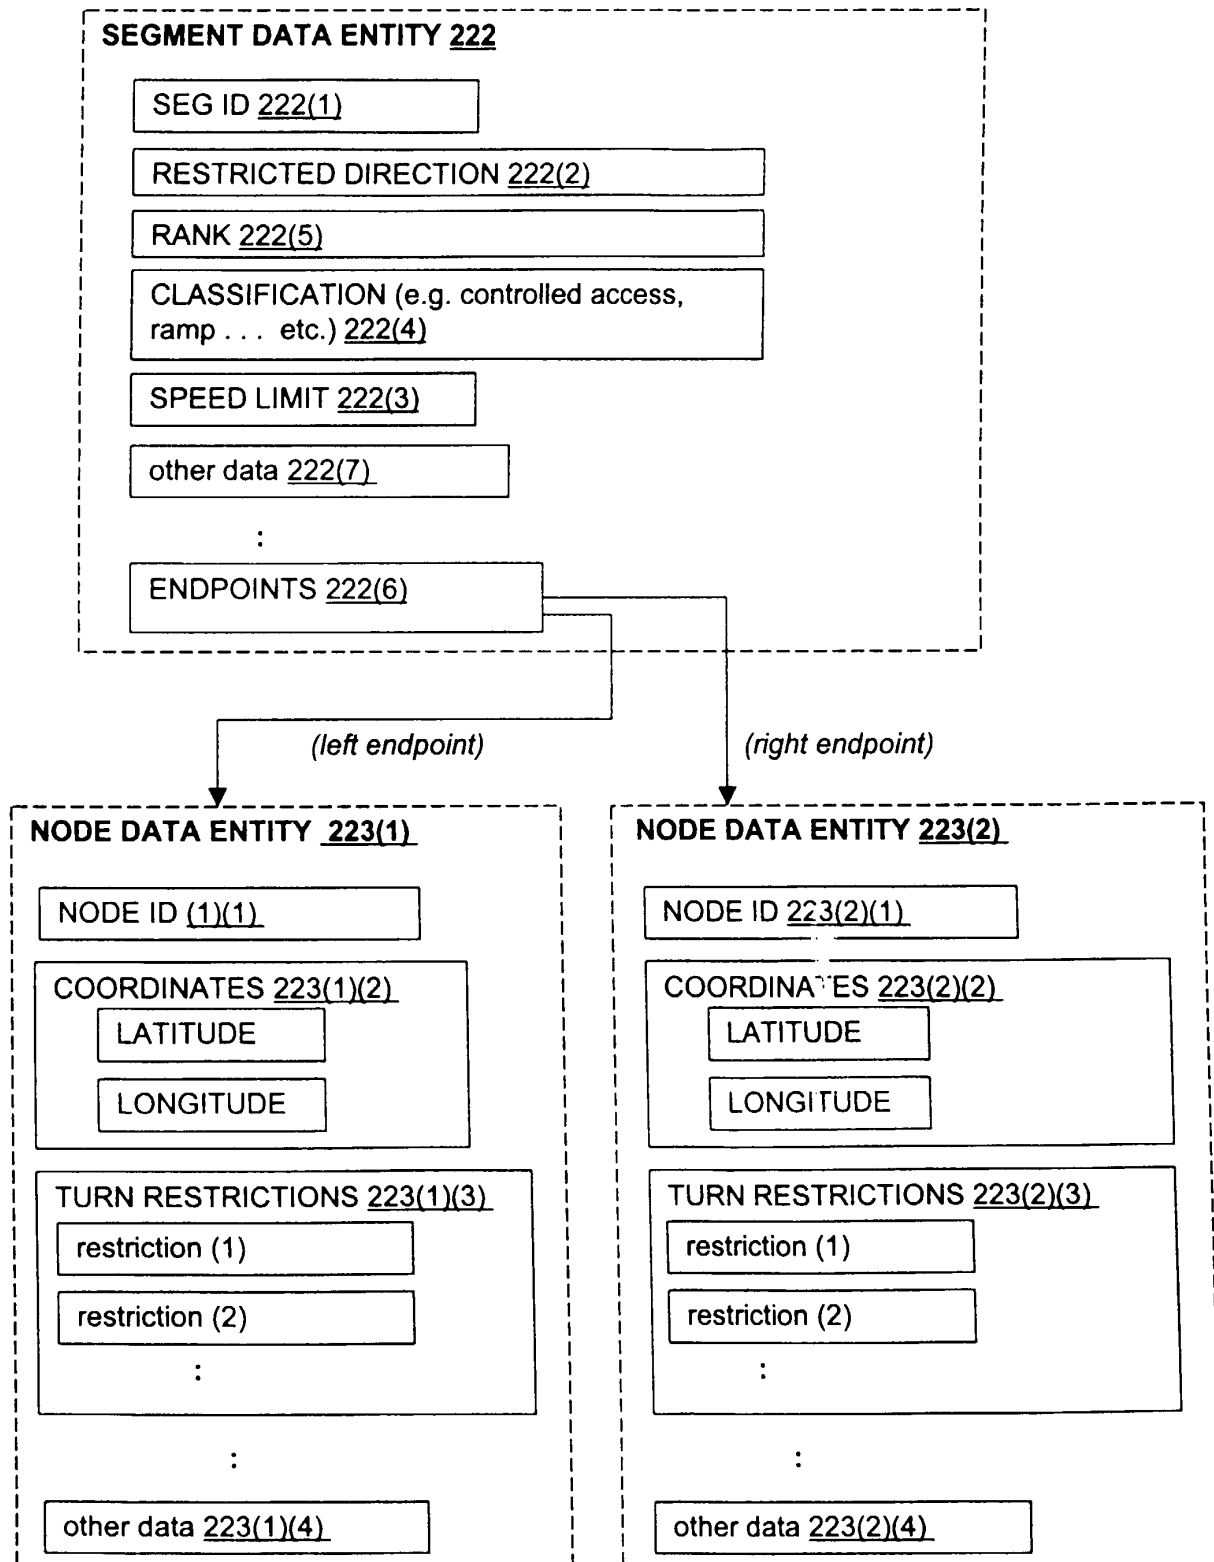 SEGMENT DATA ENTITY 222
SEG ID 222(1)
RESTRICTED DIRECTION 222(2)
RANK 222(5)
CLASSIFICATION (e.g. controlled access,
ramp . . . etc.) 222(4)
SPEED LIMIT 222(3)
other data 222(7)
:
ENDPOINTS 222(6)
(left endpoint)
(right endpoint)
NODE DATA ENTITY 223(1)
NODE ID (1)(1)
COORDINATES 223(1)(2)
LATITUDE
LONGITUDE
TURN RESTRICTIONS 223(1)(3)
restriction (1)
restriction (2)
:
:
other data 223(1)(4)
NODE DATA ENTITY 223(2)
NODE ID 223(2)(1)
COORDINATES 223(2)(2)
LATITUDE
LONGITUDE
TURN RESTRICTIONS 223(2)(3)
restriction (1)
restriction (2)
:
:
other data 223(2)(4)